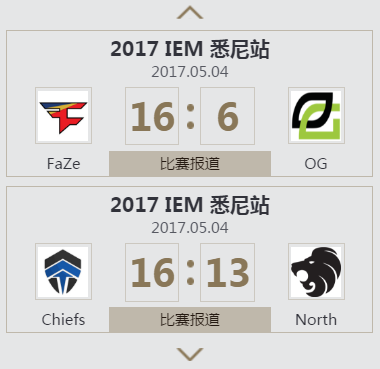 2017 IEM 悉尼站
2017.05.04
16 : 6
FaZe
比赛报道
OG
2017 IEM 悉尼站
2017.05.04
16 : 13
Chiefs
比赛报道
North